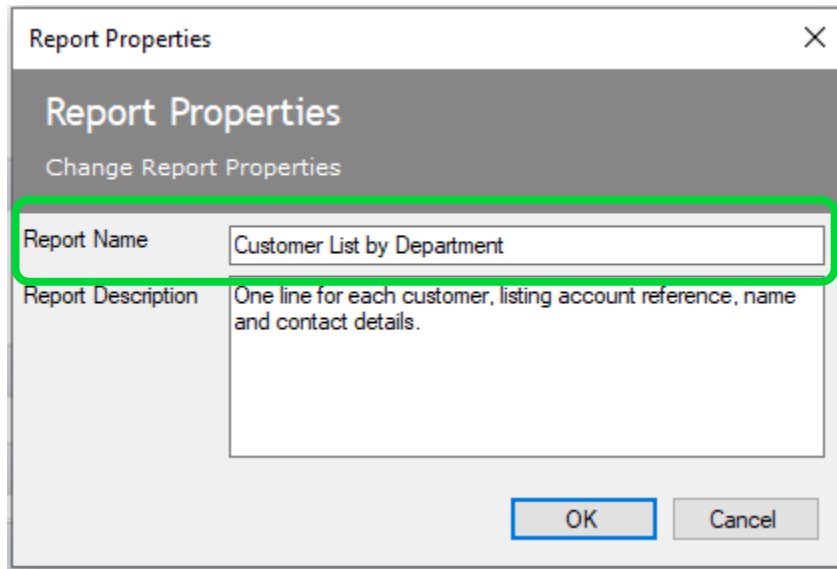 Report Properties
Report Properties
Change Report Properties
Report Name
Customer List by Department
Report Description
One line for each customer, listing account reference, name
and contact details.
OK
Cancel